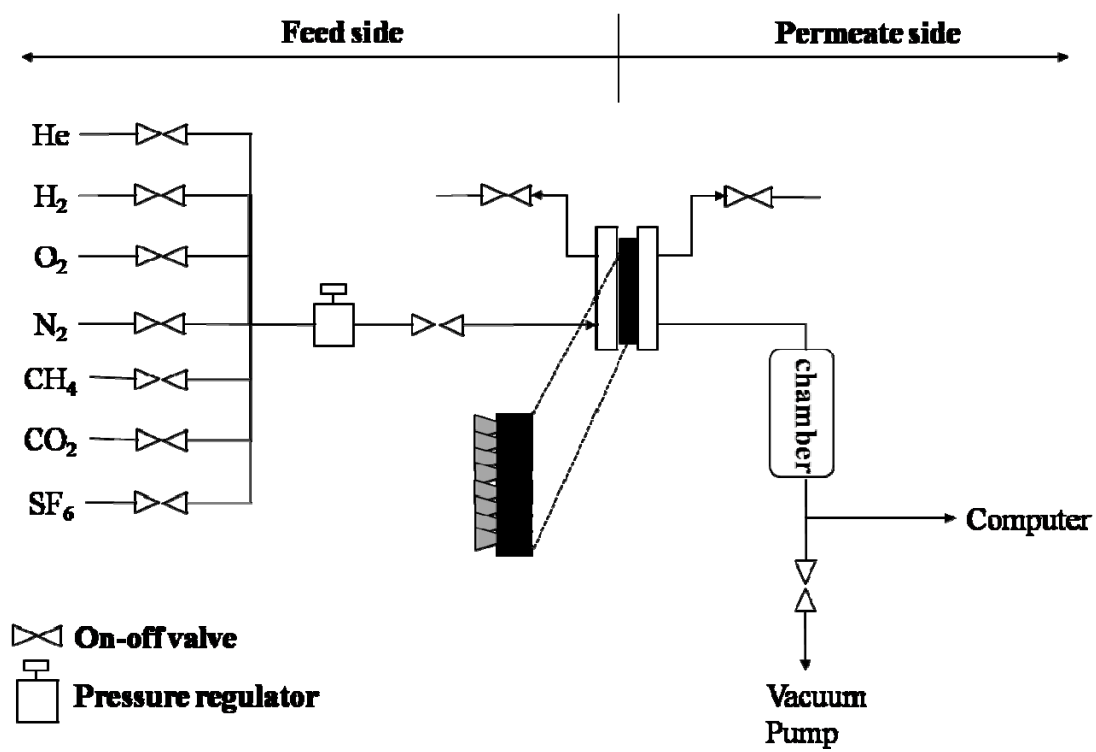 Feed side
Permeate side
He
H₂
O₂
N₂
CH₄
CO₂
SF₆
chamber
Computer
On-off valve
Pressure regulator
Vacuum
Pump